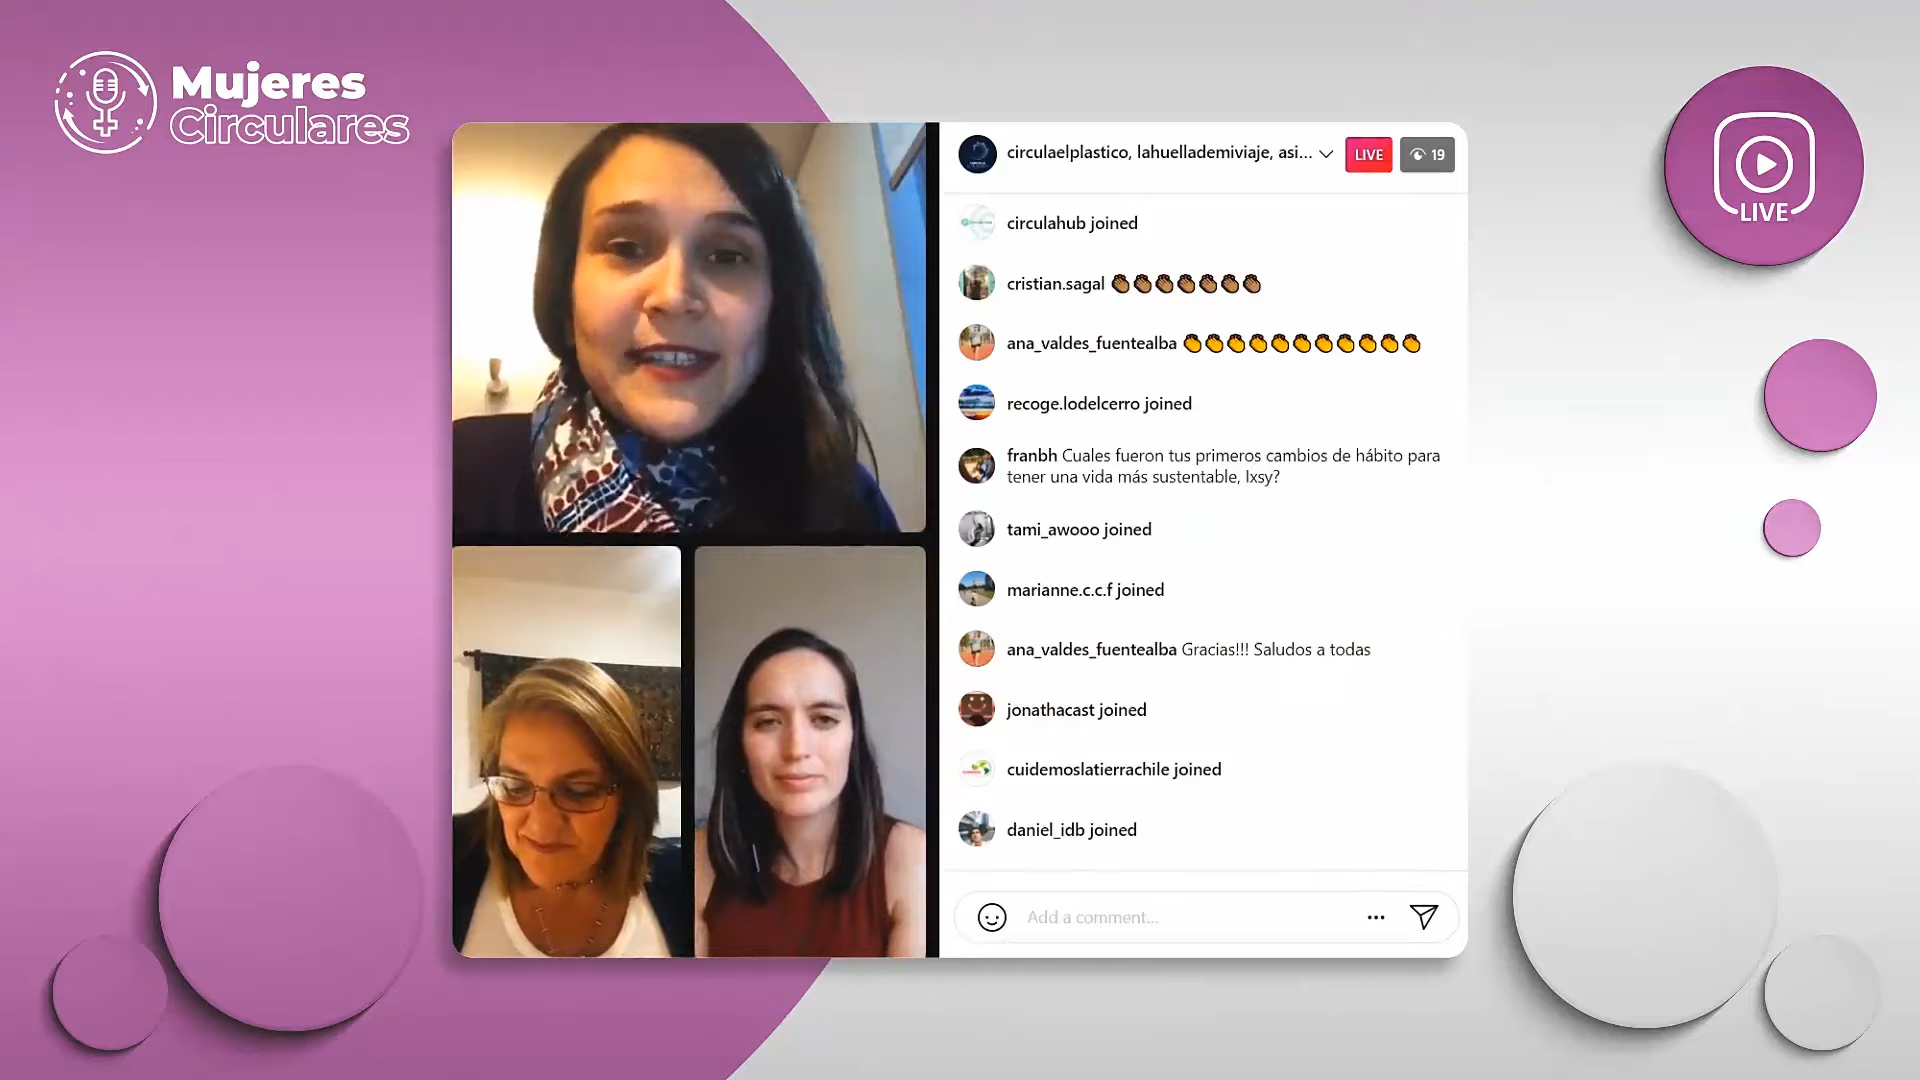 Mujeres
Circulares
circulaelplastico, lahuellademiviaje, asi...
LIVE
19
LIVE
circulahub joined
cristian.sagal 👏🏽👏🏽👏🏽👏🏽👏🏽👏🏽👏🏽
ana_valdes_fuentealba 👏👏👏👏👏👏👏👏👏👏👏
recoge.lodelcerro joined
franbh Cuales fueron tus primeros cambios de hábito para
tener una vida más sustentable, Ixsy?
tami_awooo joined
marianne.c.c.f joined
ana_valdes_fuentealba Gracias!!! Saludos a todas
jonathacast joined
cuidemoslatierrachile joined
daniel_idb joined
Add a comment...